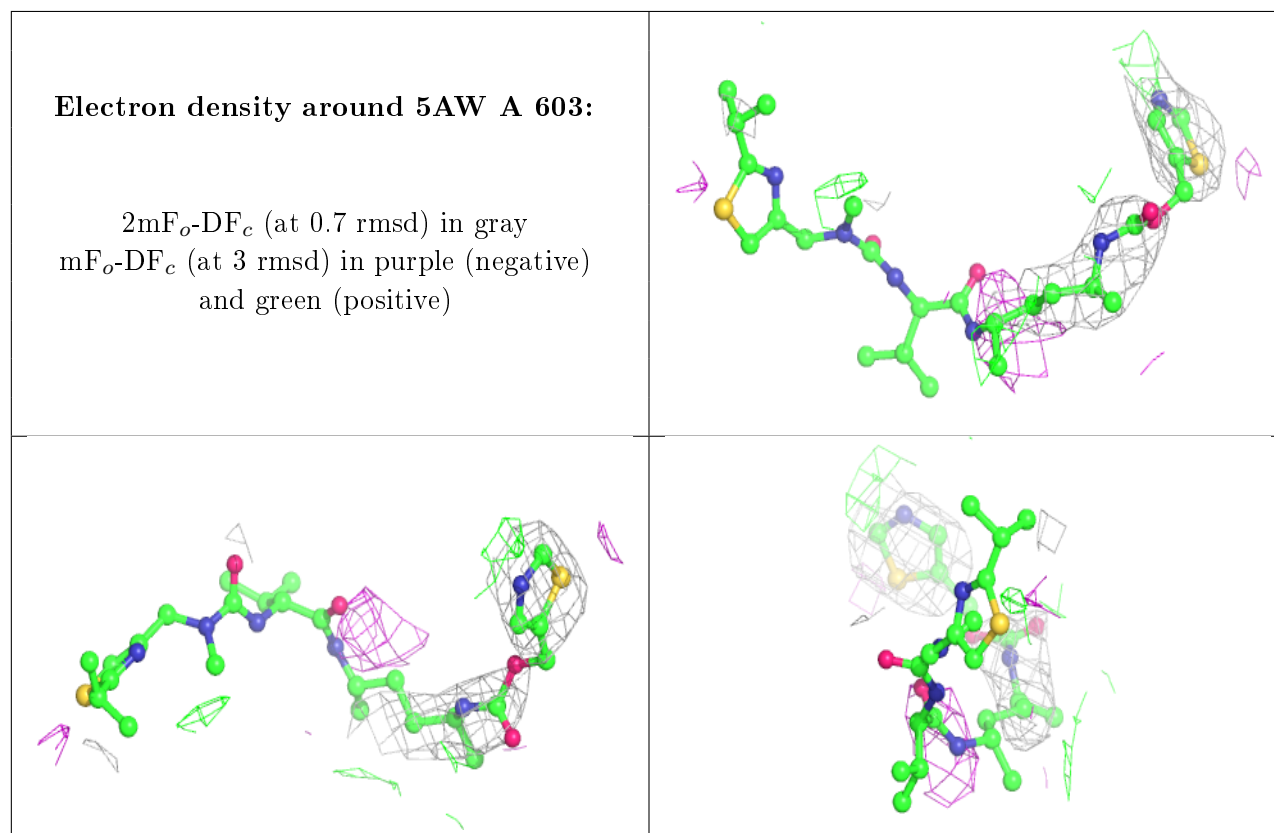 Electron density around 5AW A 603:
2mFo-DFc (at 0.7 rmsd) in gray
mFo-DFc (at 3 rmsd) in purple (negative)
and green (positive)